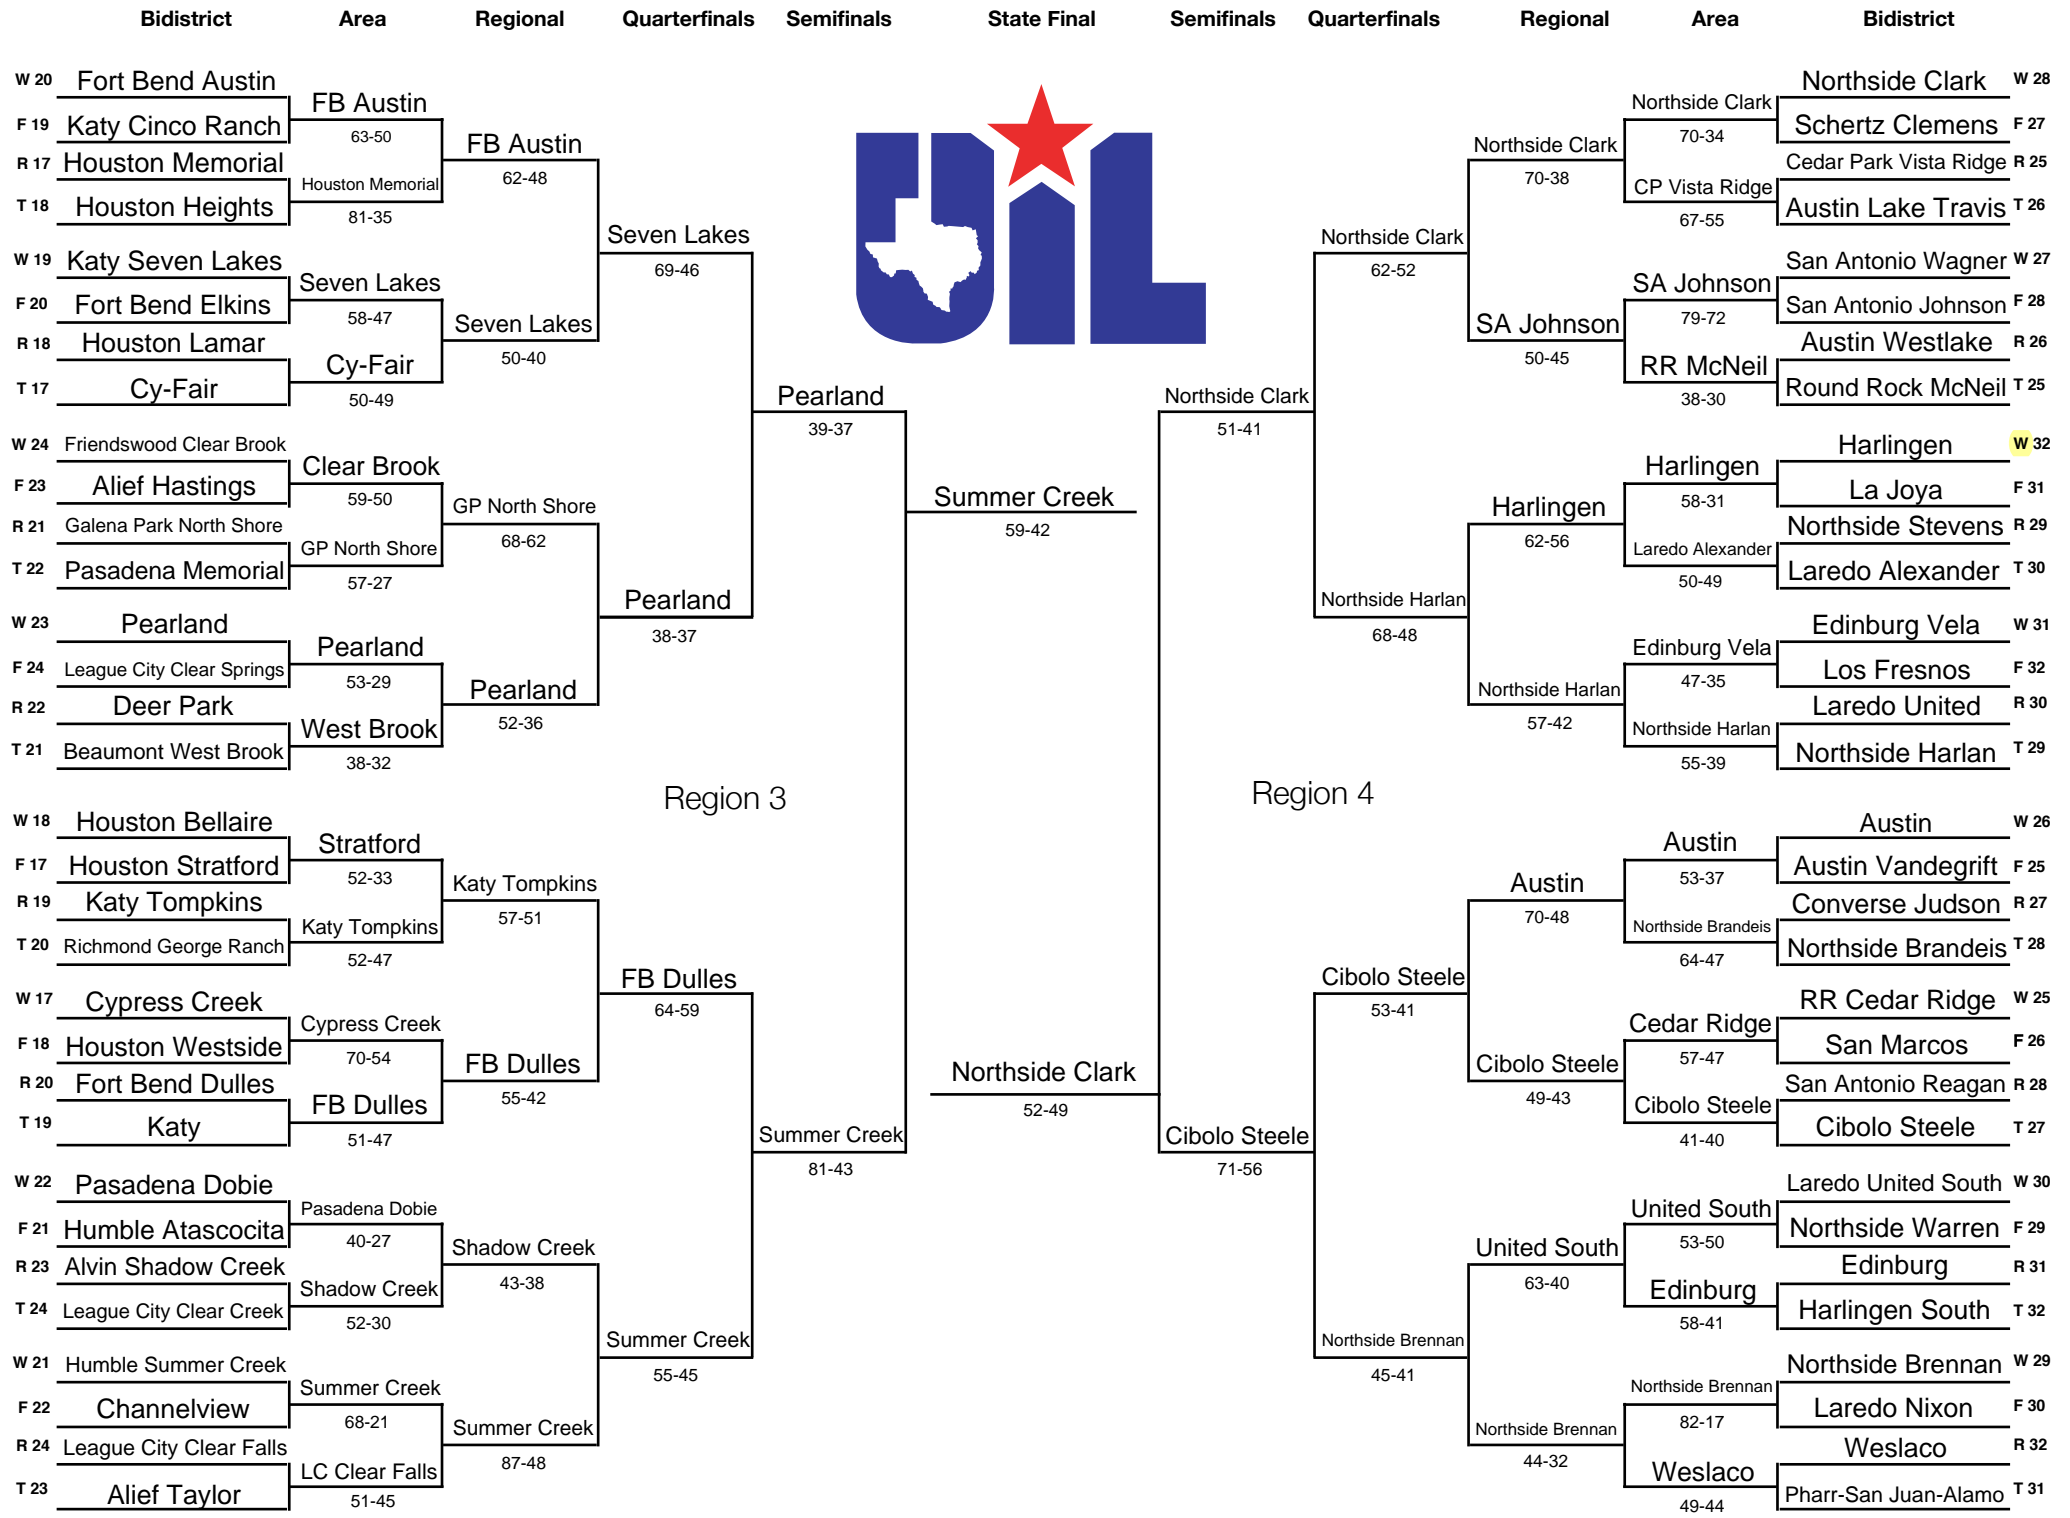 Bidistrict Area Regional Quarterfinals Semifinals State Final Semifinals Quarterfinals Regional Area Bidistrict
W 20 Fort Bend Austin
FB Austin
F 19 Katy Cinco Ranch
63-50
FB Austin
62-48
R 17 Houston Memorial
Houston Memorial
T 18 Houston Heights
81-35
Seven Lakes
69-46
W 19 Katy Seven Lakes
Seven Lakes
F 20 Fort Bend Elkins
58-47
Seven Lakes
50-40
R 18 Houston Lamar
Cy-Fair
T 17 Cy-Fair
50-49
Pearland
39-37
W 24 Friendswood Clear Brook
Clear Brook
F 23 Alief Hastings
59-50
GP North Shore
68-62
R 21 Galena Park North Shore
GP North Shore
T 22 Pasadena Memorial
57-27
Pearland
38-37
W 23 Pearland
Pearland
F 24 League City Clear Springs
53-29
Pearland
52-36
R 22 Deer Park
West Brook
T 21 Beaumont West Brook
38-32
Region 3
W 18 Houston Bellaire
Stratford
F 17 Houston Stratford
52-33
Katy Tompkins
57-51
R 19 Katy Tompkins
Katy Tompkins
T 20 Richmond George Ranch
52-47
FB Dulles
64-59
W 17 Cypress Creek
Cypress Creek
F 18 Houston Westside
70-54
FB Dulles
55-42
R 20 Fort Bend Dulles
FB Dulles
T 19 Katy
51-47
Summer Creek
81-43
W 22 Pasadena Dobie
Pasadena Dobie
F 21 Humble Atascocita
40-27
Shadow Creek
43-38
R 23 Alvin Shadow Creek
Shadow Creek
T 24 League City Clear Creek
52-30
Summer Creek
55-45
W 21 Humble Summer Creek
Summer Creek
F 22 Channelview
68-21
Summer Creek
87-48
R 24 League City Clear Falls
LC Clear Falls
T 23 Alief Taylor
51-45
UiL
Summer Creek
59-42
Northside Clark
52-49
Northside Clark W 28
Northside Clark
Schertz Clemens F 27
70-34
Northside Clark
70-38
Cedar Park Vista Ridge R 25
CP Vista Ridge
Austin Lake Travis T 26
67-55
Northside Clark
62-52
San Antonio Wagner W 27
SA Johnson
San Antonio Johnson F 28
79-72
SA Johnson
50-45
Austin Westlake R 26
RR McNeil
Round Rock McNeil T 25
38-30
Northside Clark
51-41
Harlingen W 32
Harlingen
La Joya F 31
58-31
Harlingen
62-56
Northside Stevens R 29
Laredo Alexander
Laredo Alexander T 30
50-49
Northside Harlan
68-48
Edinburg Vela W 31
Edinburg Vela
Los Fresnos F 32
47-35
Northside Harlan
57-42
Laredo United R 30
Northside Harlan
Northside Harlan T 29
55-39
Region 4
Austin W 26
Austin
Austin Vandegrift F 25
53-37
Austin
70-48
Converse Judson R 27
Northside Brandeis
Northside Brandeis T 28
64-47
Cibolo Steele
53-41
RR Cedar Ridge W 25
Cedar Ridge
San Marcos F 26
57-47
Cibolo Steele
49-43
San Antonio Reagan R 28
Cibolo Steele
Cibolo Steele T 27
41-40
Cibolo Steele
71-56
Laredo United South W 30
United South
Northside Warren F 29
53-50
United South
63-40
Edinburg R 31
Edinburg
Harlingen South T 32
58-41
Northside Brennan
45-41
Northside Brennan W 29
Northside Brennan
Laredo Nixon F 30
82-17
Northside Brennan
44-32
Weslaco R 32
Weslaco
Pharr-San Juan-Alamo T 31
49-44